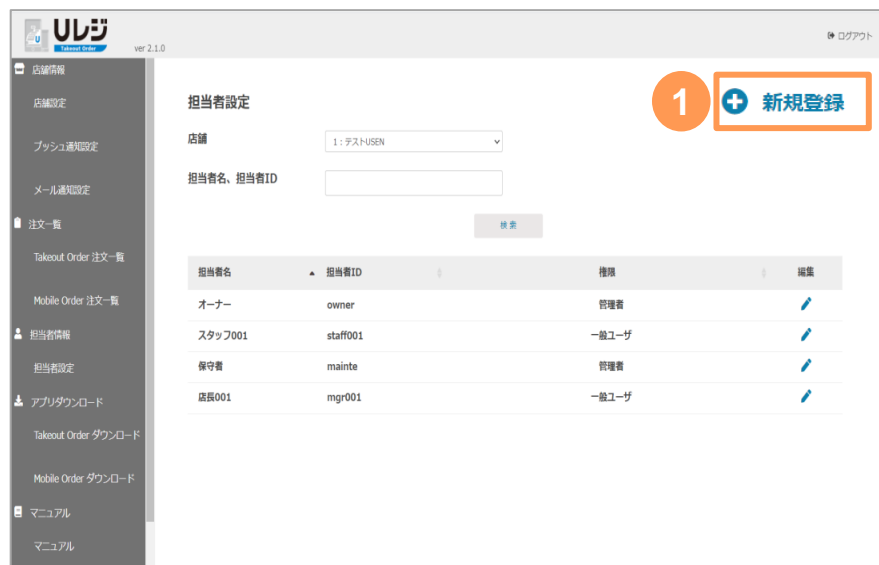 ウレジ
Takeout Order
ver 2.1.0
ログアウト
店舗情報
店舗設定
プッシュ通知設定
メール通知設定
注文一覧
Takeout Order 注文一覧
Mobile Order 注文一覧
担当者情報
担当者設定
アプリダウンロード
Takeout Order ダウンロード
Mobile Order ダウンロード
マニュアル
マニュアル
担当者設定
1
新規登録
店舗
1：テストUSEN
担当者名、担当者ID
検索
担当者名 担当者ID 権限 編集
オーナー owner 管理者
スタッフ001 staff001 一般ユーザ
保守者 mainte 管理者
店長001 mgr001 一般ユーザ